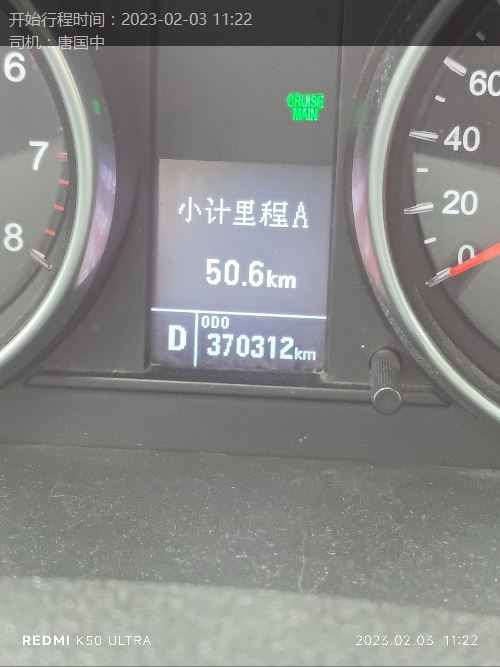 开始行程时间：2023-02-03 11:22
司机：唐国中
CRUISE
MAIN
6
7
8
60
40
20
0
小计里程A
50.6km
D
ODO
370312km
REDMI K50 ULTRA
2023.02.03 11:22